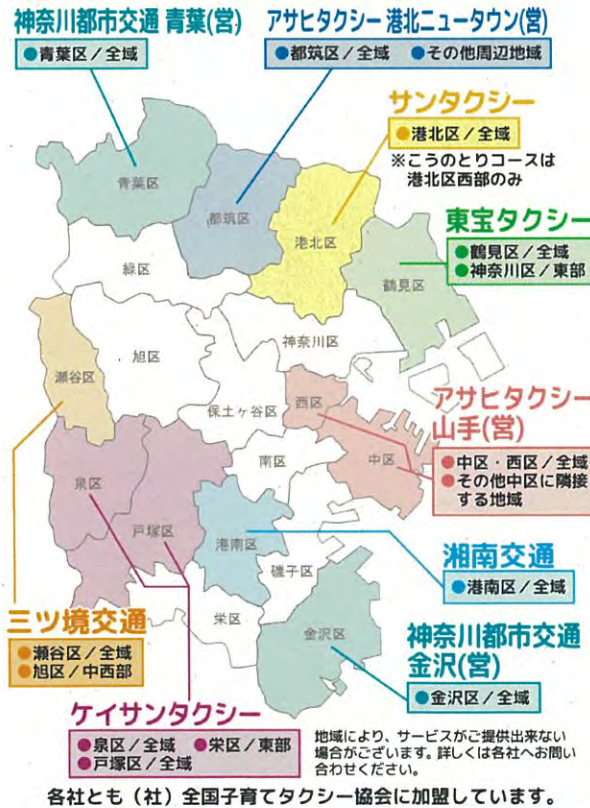 神奈川都市交通 青葉(営)
●青葉区/全域
アサヒタクシー 港北ニュータウン(営)
●都筑区/全域 ●その他周辺地域
サンタクシー
●港北区/全域
※こうのとりコースは
港北区西部のみ
東宝タクシー
●鶴見区/全域
●神奈川区/東部
青葉区
都筑区
港北区
鶴見区
緑区
神奈川区
旭区
瀬谷区
保土ヶ谷区
西区
アサヒタクシー
山手(営)
●中区・西区/全域
●その他中区に隣接
する地域
中区
南区
泉区
戸塚区
港南区
磯子区
湘南交通
●港南区/全域
栄区
金沢区
三ツ境交通
●瀬谷区/全域
●旭区/中西部
神奈川都市交通
金沢(営)
●金沢区/全域
ケイサンタクシー
●泉区/全域 ●栄区/東部
●戸塚区/全域
地域により、サービスがご提供出来ない
場合がございます。詳しくは各社へお問い
合わせください。
各社とも(社)全国子育てタクシー協会に加盟しています。